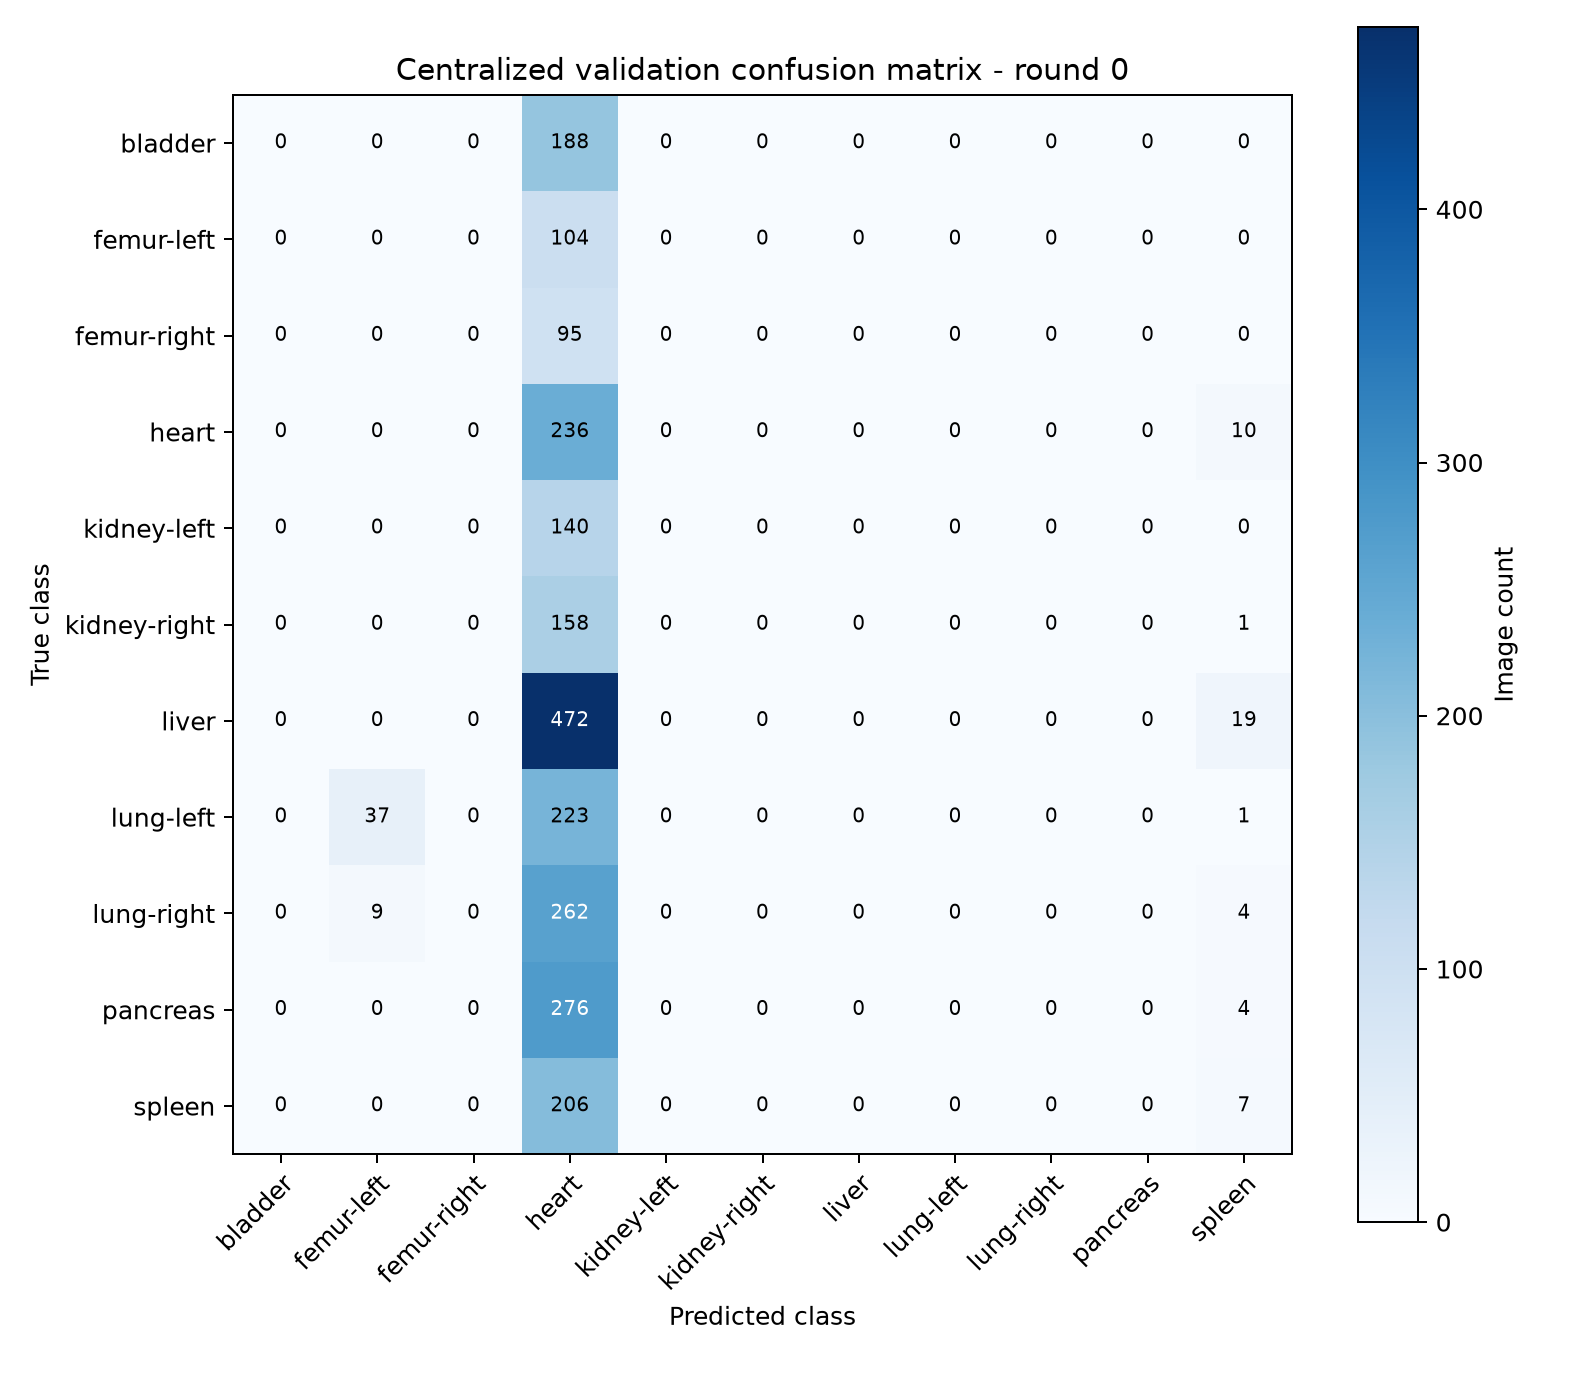 Centralized validation confusion matrix - round 0
bladder 0 0 0 188 0 0 0 0 0 0 0
femur-left 0 0 0 104 0 0 0 0 0 0 0
femur-right 0 0 0 95 0 0 0 0 0 0 0
heart 0 0 0 236 0 0 0 0 0 0 10
kidney-left 0 0 0 140 0 0 0 0 0 0 0
kidney-right 0 0 0 158 0 0 0 0 0 0 1
liver 0 0 0 472 0 0 0 0 0 0 19
lung-left 0 37 0 223 0 0 0 0 0 0 1
lung-right 0 9 0 262 0 0 0 0 0 0 4
pancreas 0 0 0 276 0 0 0 0 0 0 4
spleen 0 0 0 206 0 0 0 0 0 0 7
True class
bladder femur-left femur-right heart kidney-left kidney-right liver lung-left lung-right pancreas spleen
Predicted class
400
300
200
100
0
Image count